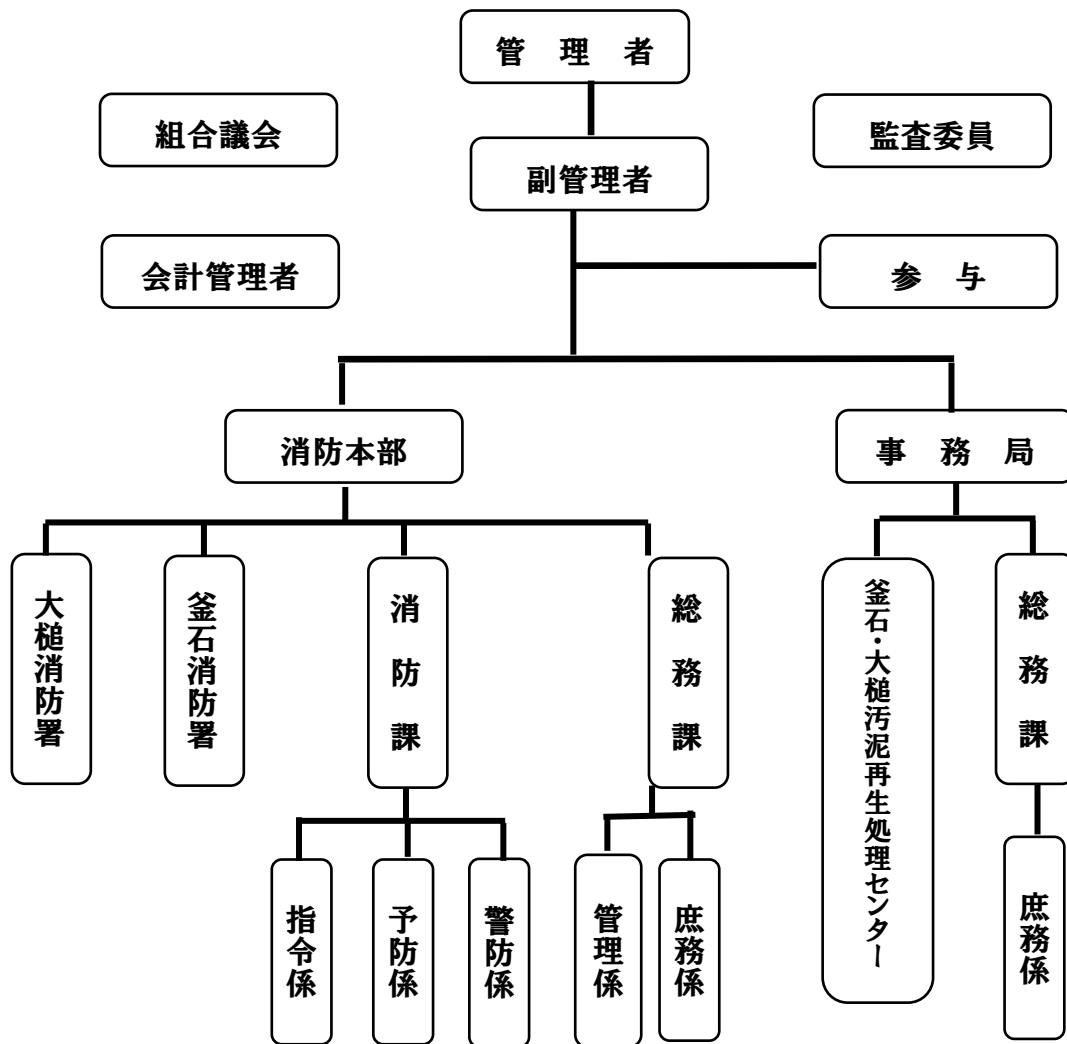 管　理　者
組合議会
監査委員
副管理者
会計管理者
参　与
消防本部
事　務　局
大槌消防署
釜石消防署
消防課
総務課
釜石・大槌汚泥再生処理センター
総務課
指令係
予防係
警防係
管理係
庶務係
庶務係